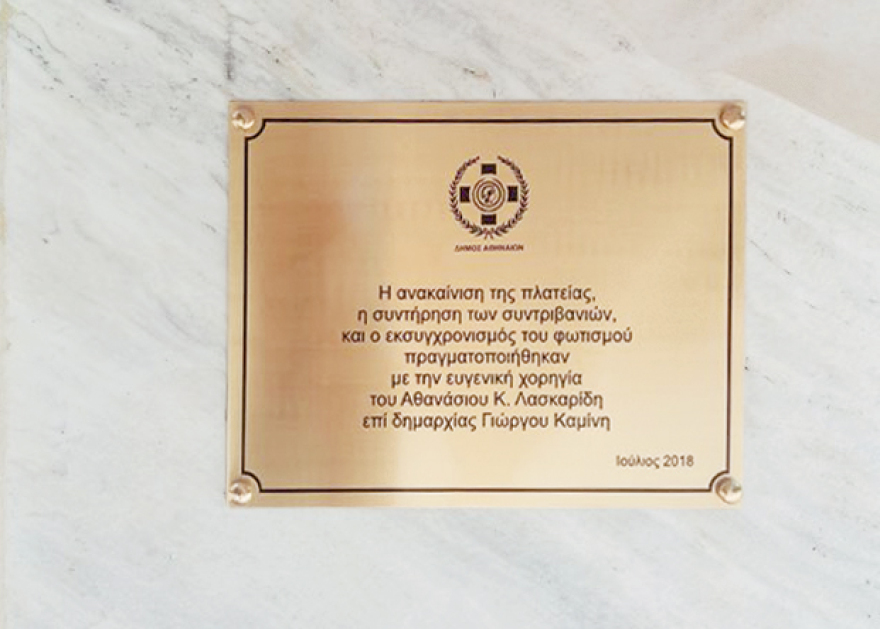 ΔΗΜΟΣ ΑΘΗΝΑΙΩΝ
Η ανακαίνιση της πλατείας,
η συντήρηση των συντριβανιών,
και ο εκσυγχρονισμός του φωτισμού
πραγματοποιήθηκαν
με την ευγενική χορηγία
του Αθανάσιου Κ. Λασκαρίδη
επί δημαρχίας Γιώργου Καμίνη
Ιούλιος 2018